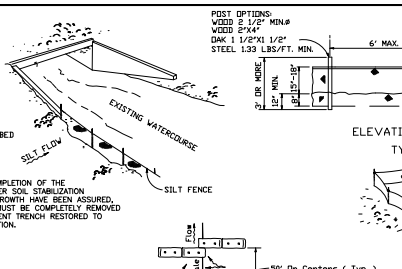 POST OPTIONS:
WOOD 2 1/2" MIN.ø
WOOD 2"X4"
OAK 1 1/2"X1 1/2"
STEEL 1.33 LBS/FT. MIN.
6' MAX.
3' OR MORE
12" MIN.
8"
15"-18"
EXISTING WATERCOURSE
BED
SILT FLOW
SILT FENCE
ELEVATI
TY
MPLETION OF THE
ER SOIL STABILIZATION
ROWTH HAVE BEEN ASSURED,
MUST BE COMPLETELY REMOVED
ENT TRENCH RESTORED TO
TION.
Flow
50' On Centers ( Typ. )